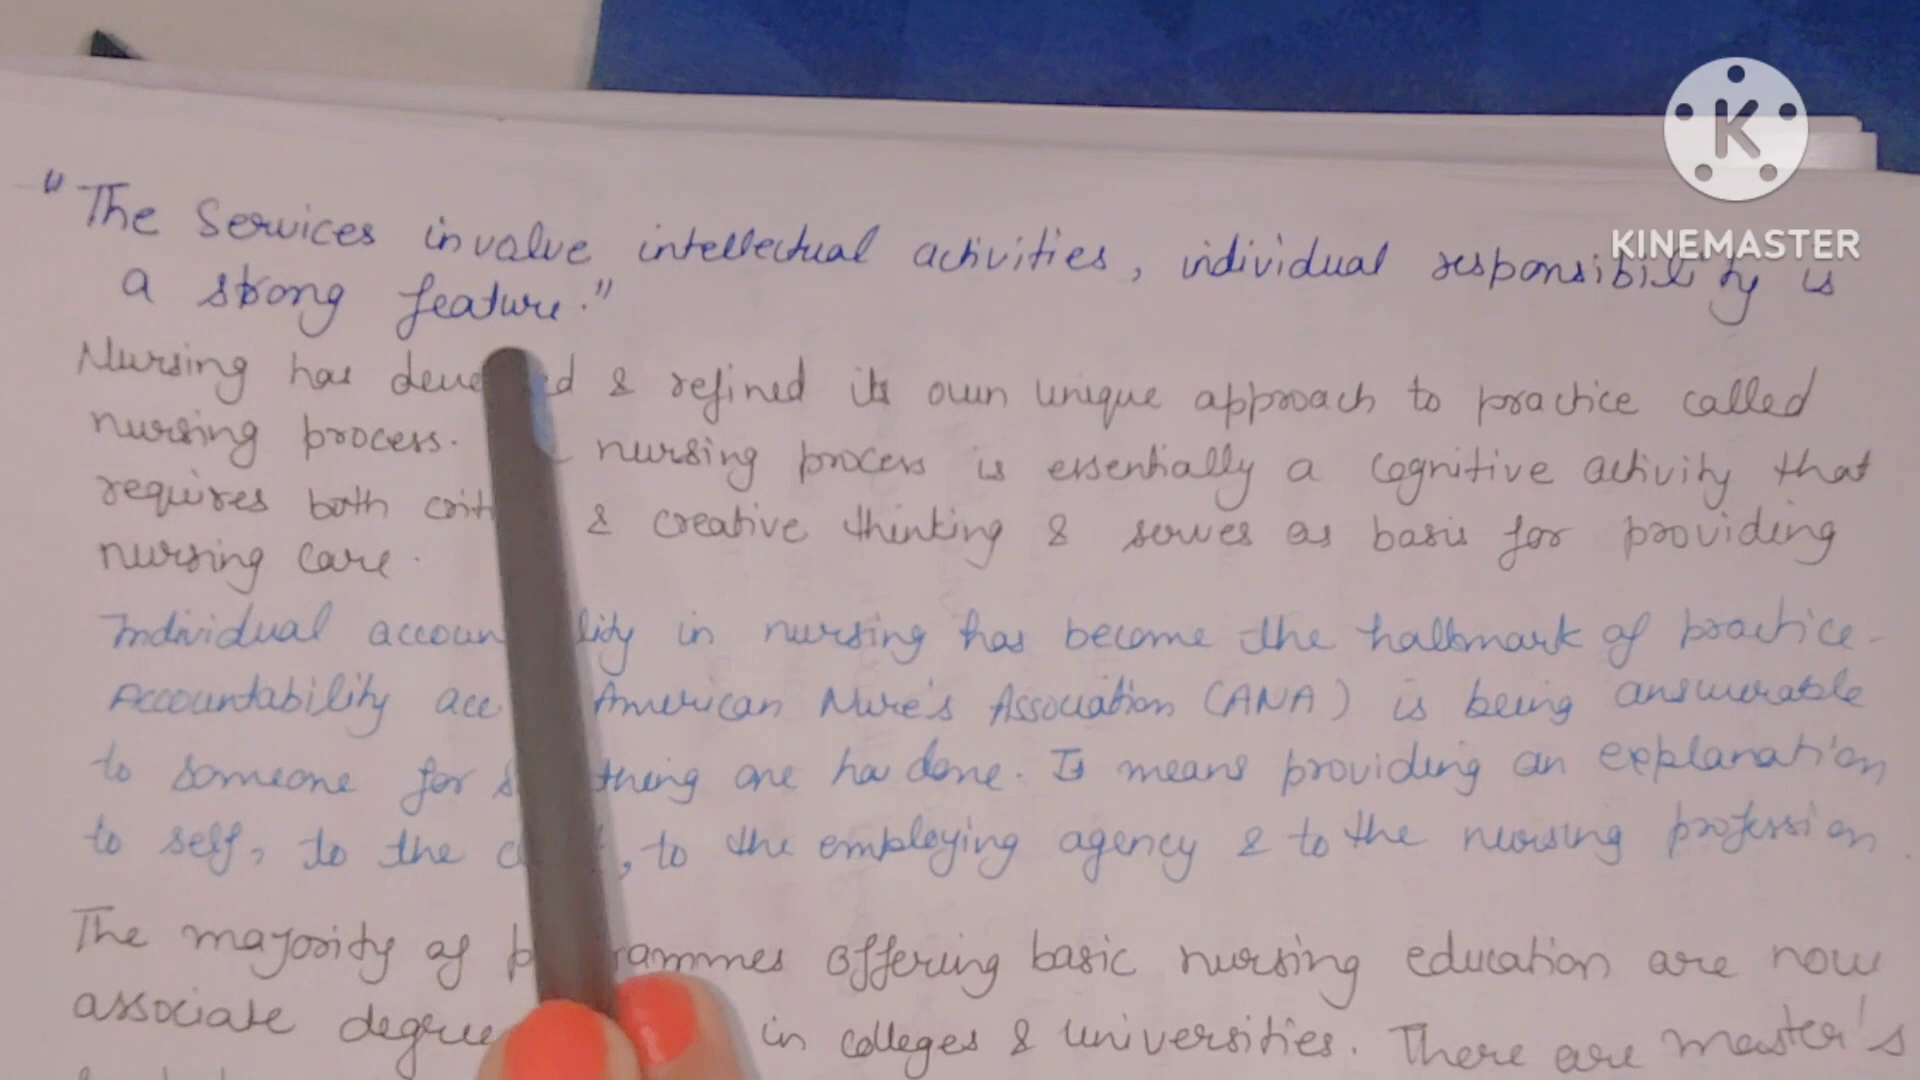 KINEMASTER
"The Services involve intellectual activities, individual responsibility is
a strong feature."
Nursing has & refined its own unique approach to practice called
nursing process. nursing process is essentially a cognitive activity that
requires both & creative thinking & serves as basis for providing
nursing care.
Individual in nursing has become the hallmark of practice.
Accountability acc American Nurse's Association (ANA) is being answerable
to someone for one has done. It means providing an explanation
to self, to the , to the employing agency & to the nursing profession.
The majority of offering basic nursing education are now
associate degree in colleges & universities. There are master's